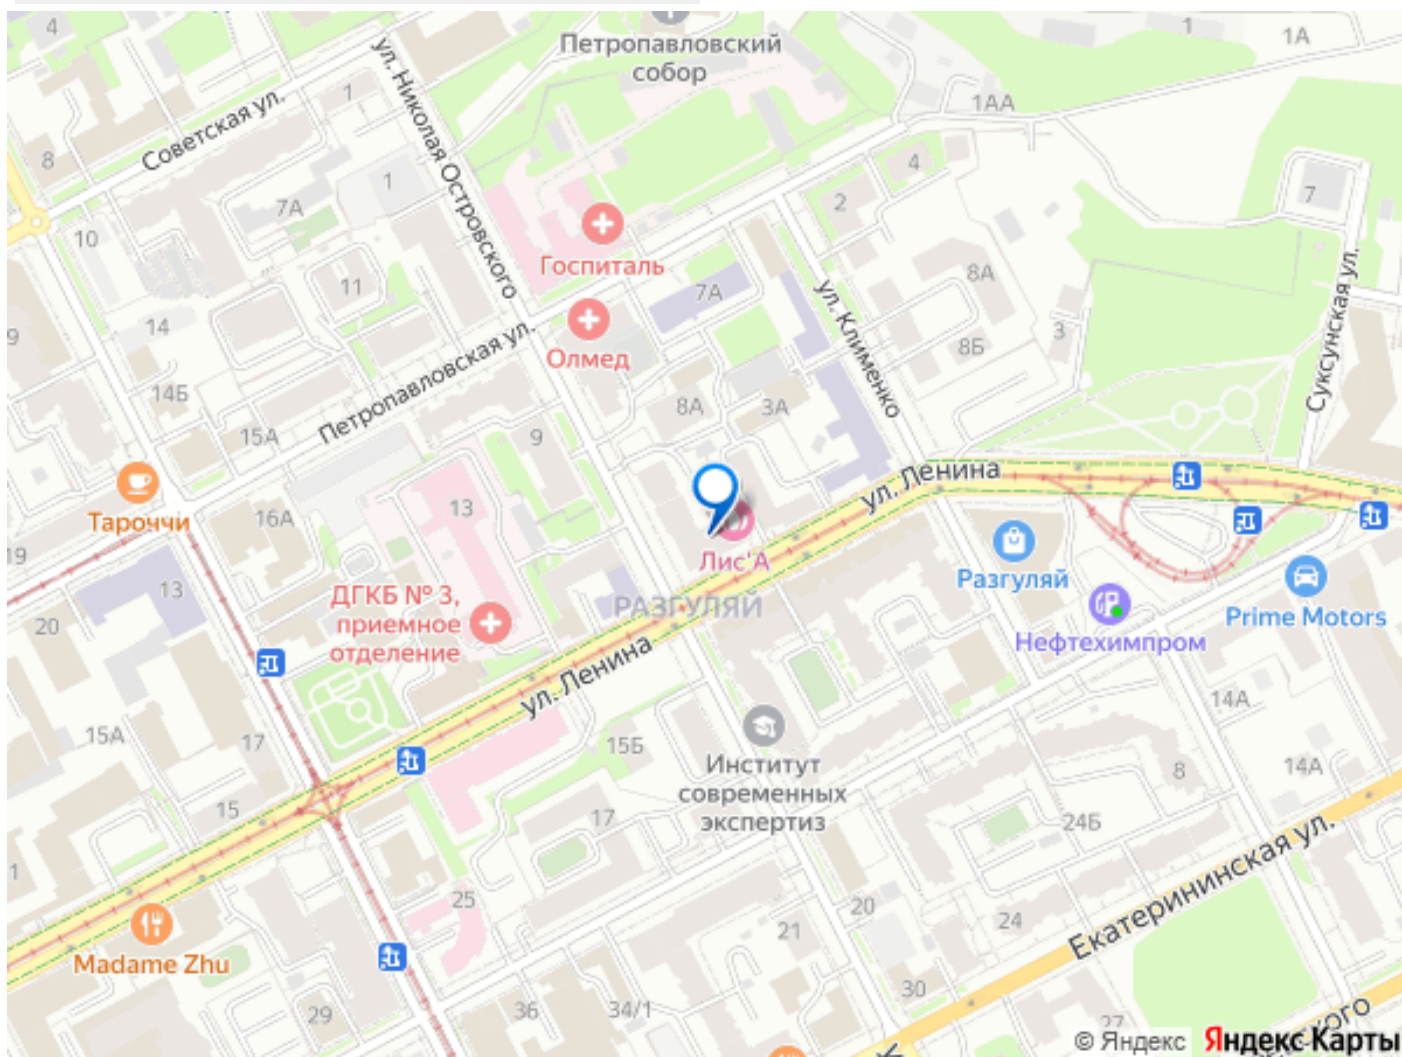 4
Петропавловский
собор
1
1А
ул. Николая Островского
1
1АА
Советская ул.
8
1
4
7
7А
2
10
Госпиталь
8А
11
7А
ул. Клименко
Суксунская ул.
14
9
Олмед
3
8Б
Петропавловская ул.
14Б
8А
3А
15А
9
ул. Ленина
Тароччи
16А
13
Лис'А
Разгуляй
19
13
ДГКБ № 3,
приемное
отделение
РАЗГУЛЯЙ
Prime Motors
20
Нефтехимпром
ул. Ленина
14А
15А
17
15Б
Институт
современных
экспертиз
8
14А
15
17
24Б
Екатерининская ул.
1
25
20
24
21
Madame Zhu
30
29
36
34/1
27
© Яндекс Яндекс Карты